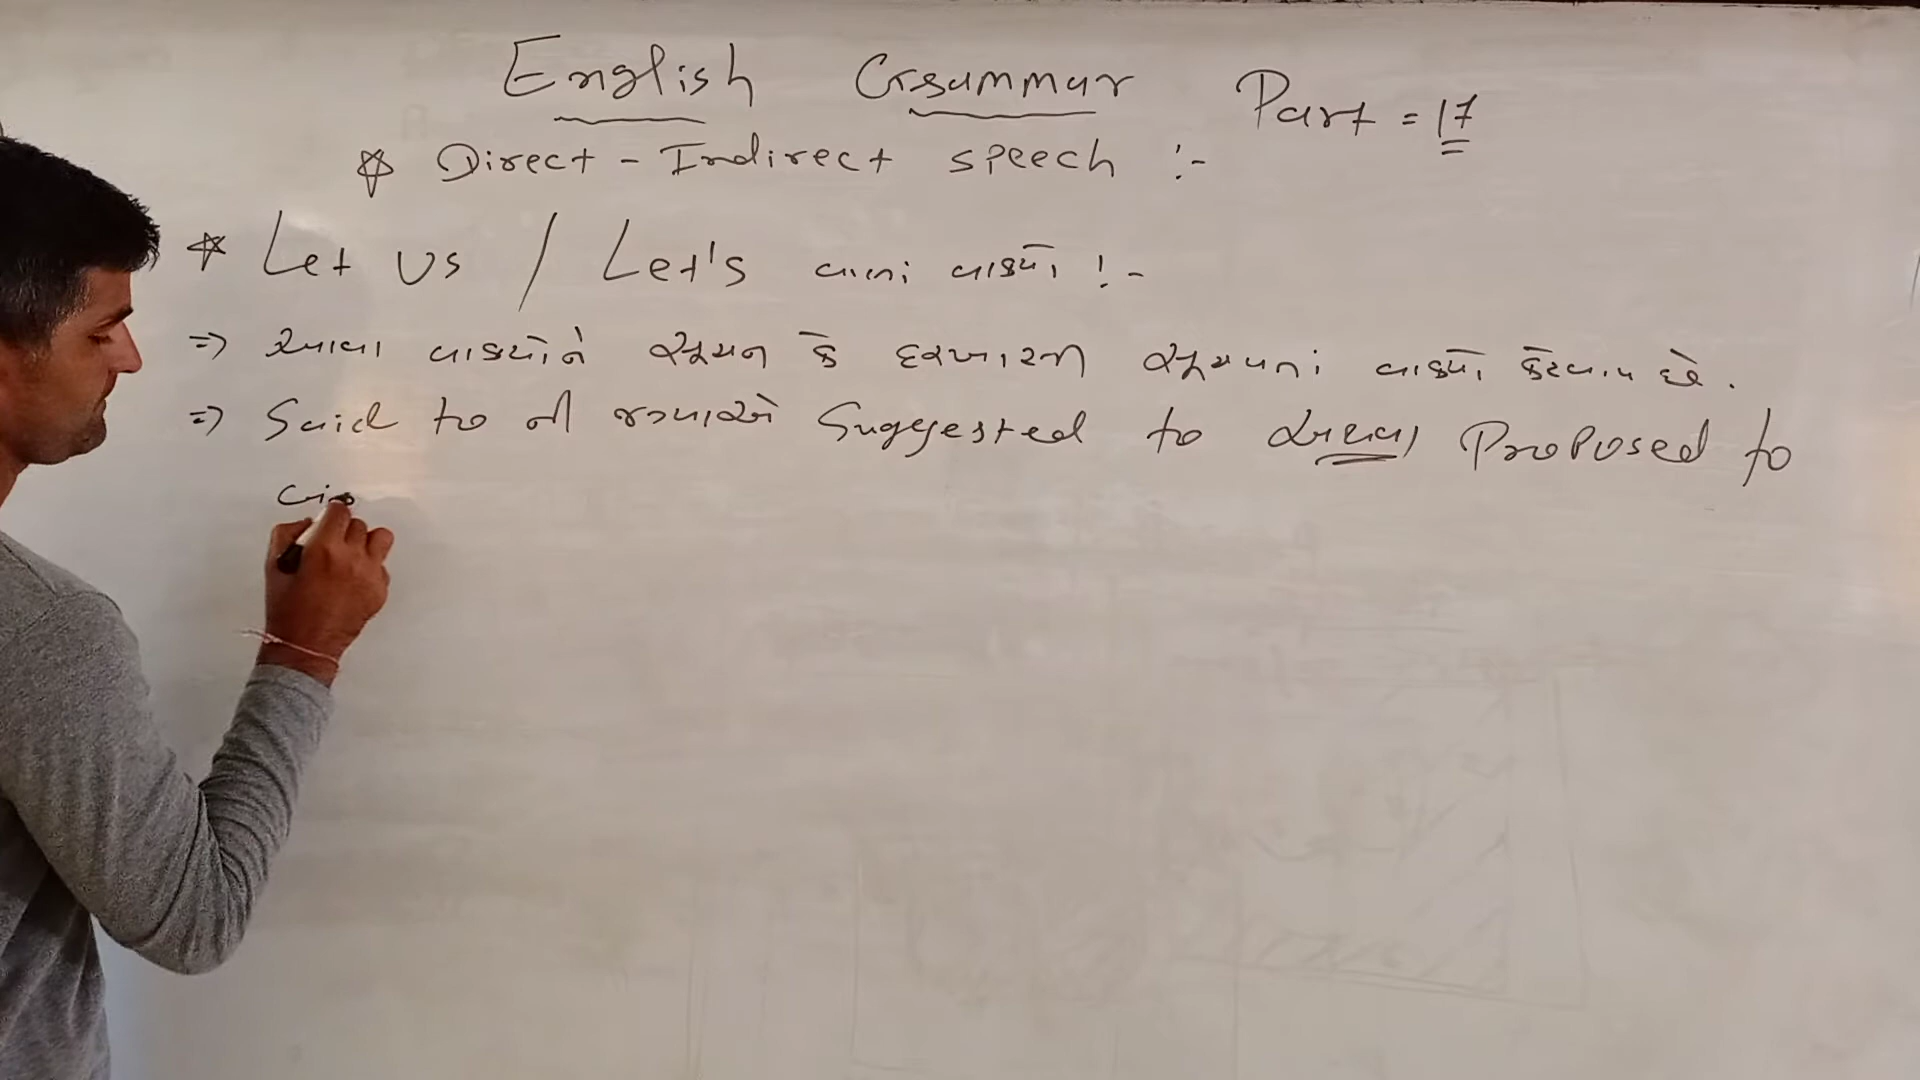 English Grammar Part = 17
* Direct - Indirect speech :-
* Let us / Let's વાળાં વાક્યો :-
=> આવા વાક્યોને સૂચન કે દરખાસ્ત સૂચવતાં વાક્યો કહેવાય છે.
=> Said to ની જગ્યાએ Suggested to અથવા Proposed to